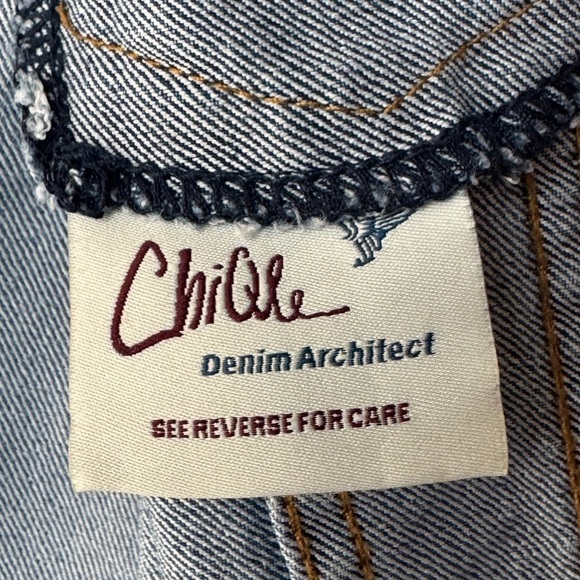 ChiQle
Denim Architect
SEE REVERSE FOR CARE